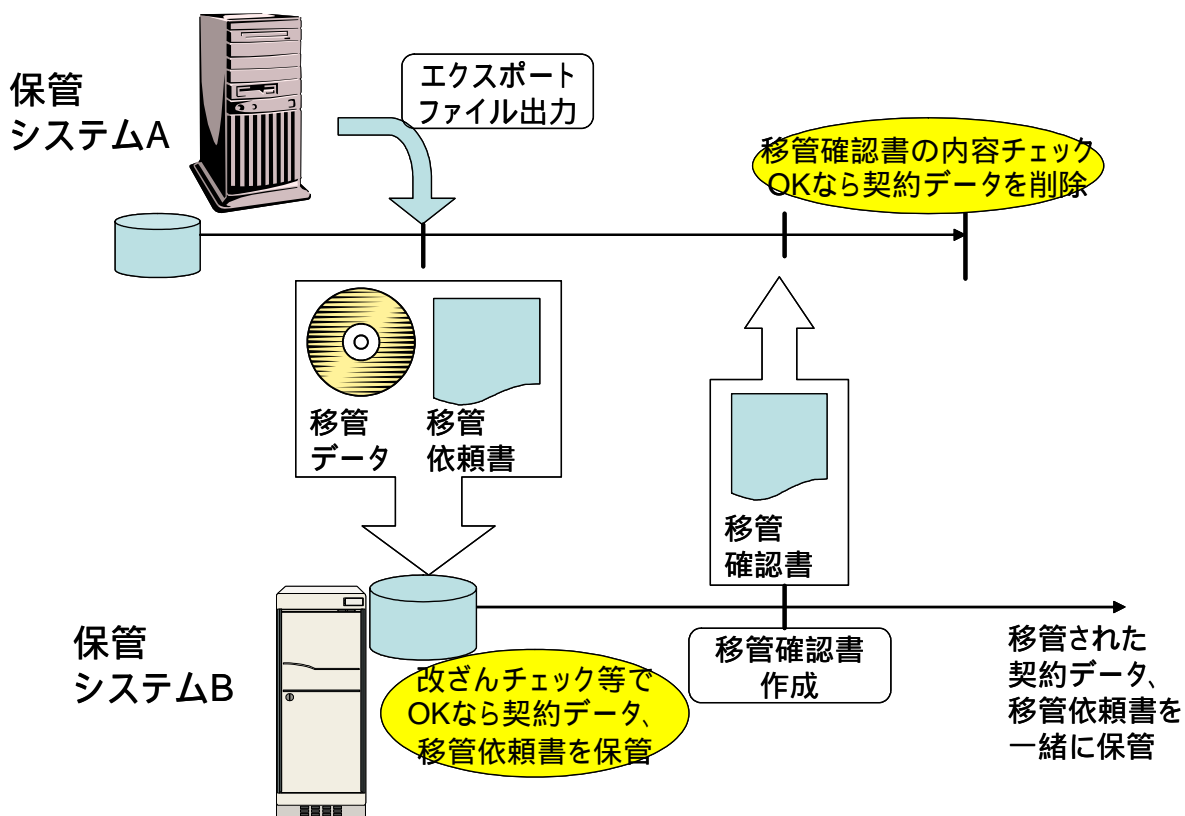 保管
システムA
エクスポート
ファイル出力
移管確認書の内容チェック
OKなら契約データを削除
移管
データ
移管
依頼書
移管
確認書
保管
システムB
改ざんチェック等で
OKなら契約データ、
移管依頼書を保管
移管確認書
作成
移管された
契約データ、
移管依頼書を
一緒に保管